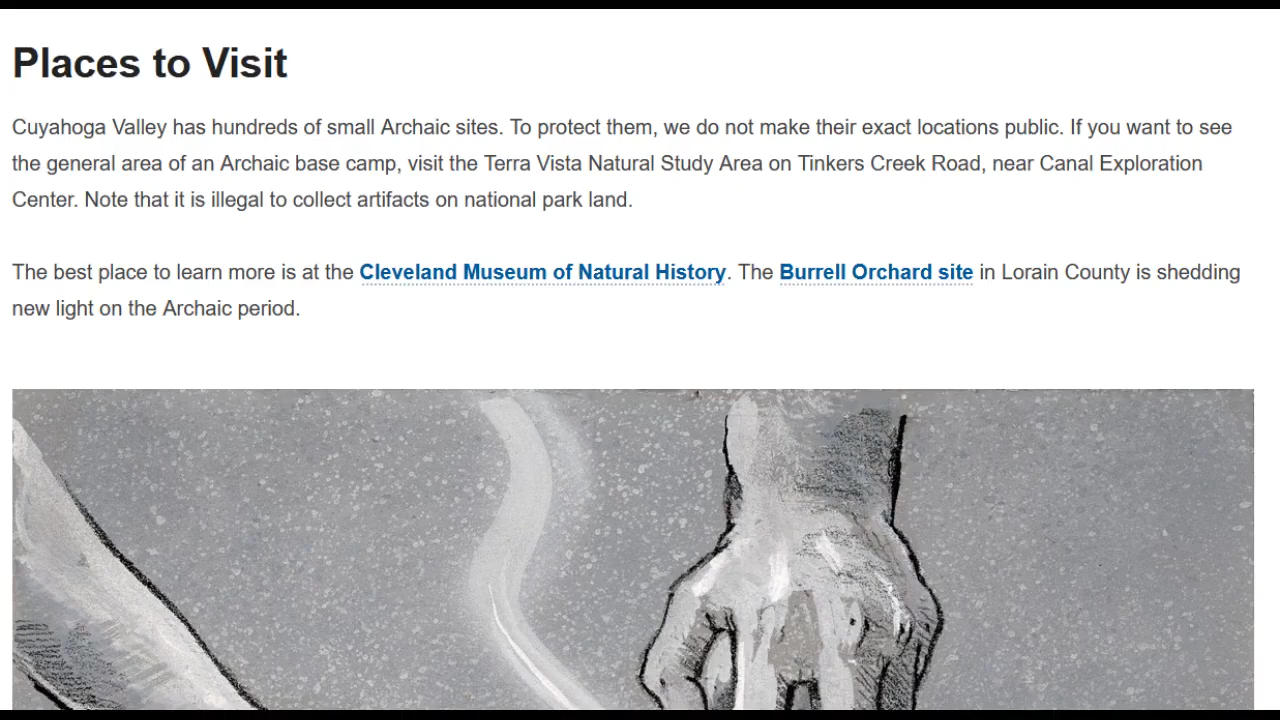 Places to Visit
Cuyahoga Valley has hundreds of small Archaic sites. To protect them, we do not make their exact locations public. If you want to see
the general area of an Archaic base camp, visit the Terra Vista Natural Study Area on Tinkers Creek Road, near Canal Exploration
Center. Note that it is illegal to collect artifacts on national park land.
The best place to learn more is at the Cleveland Museum of Natural History. The Burrell Orchard site in Lorain County is shedding
new light on the Archaic period.